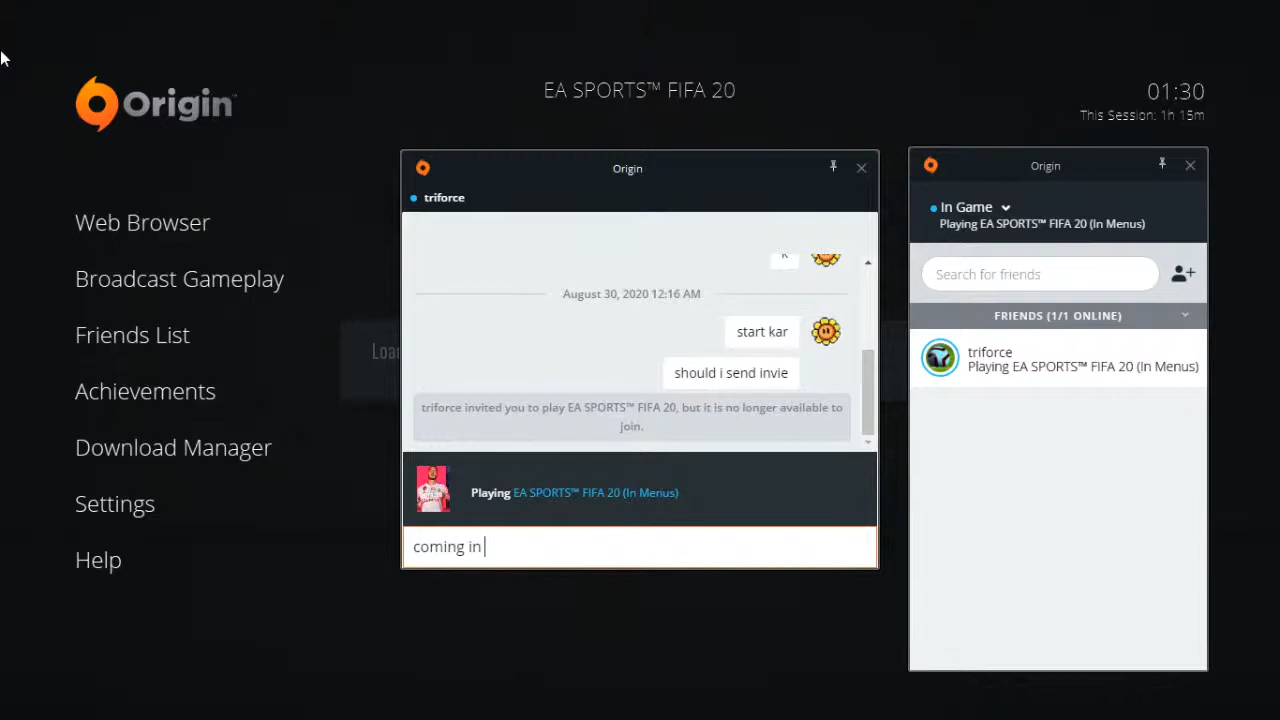 Origin™
EA SPORTS™ FIFA 20
01:30
This Session: 1h 15m
Web Browser
Broadcast Gameplay
Friends List
Achievements
Download Manager
Settings
Help
Loa
Origin
triforce
August 30, 2020 12:16 AM
start kar
should i send invie
triforce invited you to play EA SPORTS™ FIFA 20, but it is no longer available to
join.
Playing EA SPORTS™ FIFA 20 (In Menus)
coming in
Origin
In Game
Playing EA SPORTS™ FIFA 20 (In Menus)
Search for friends
FRIENDS (1/1 ONLINE)
triforce
Playing EA SPORTS™ FIFA 20 (In Menus)